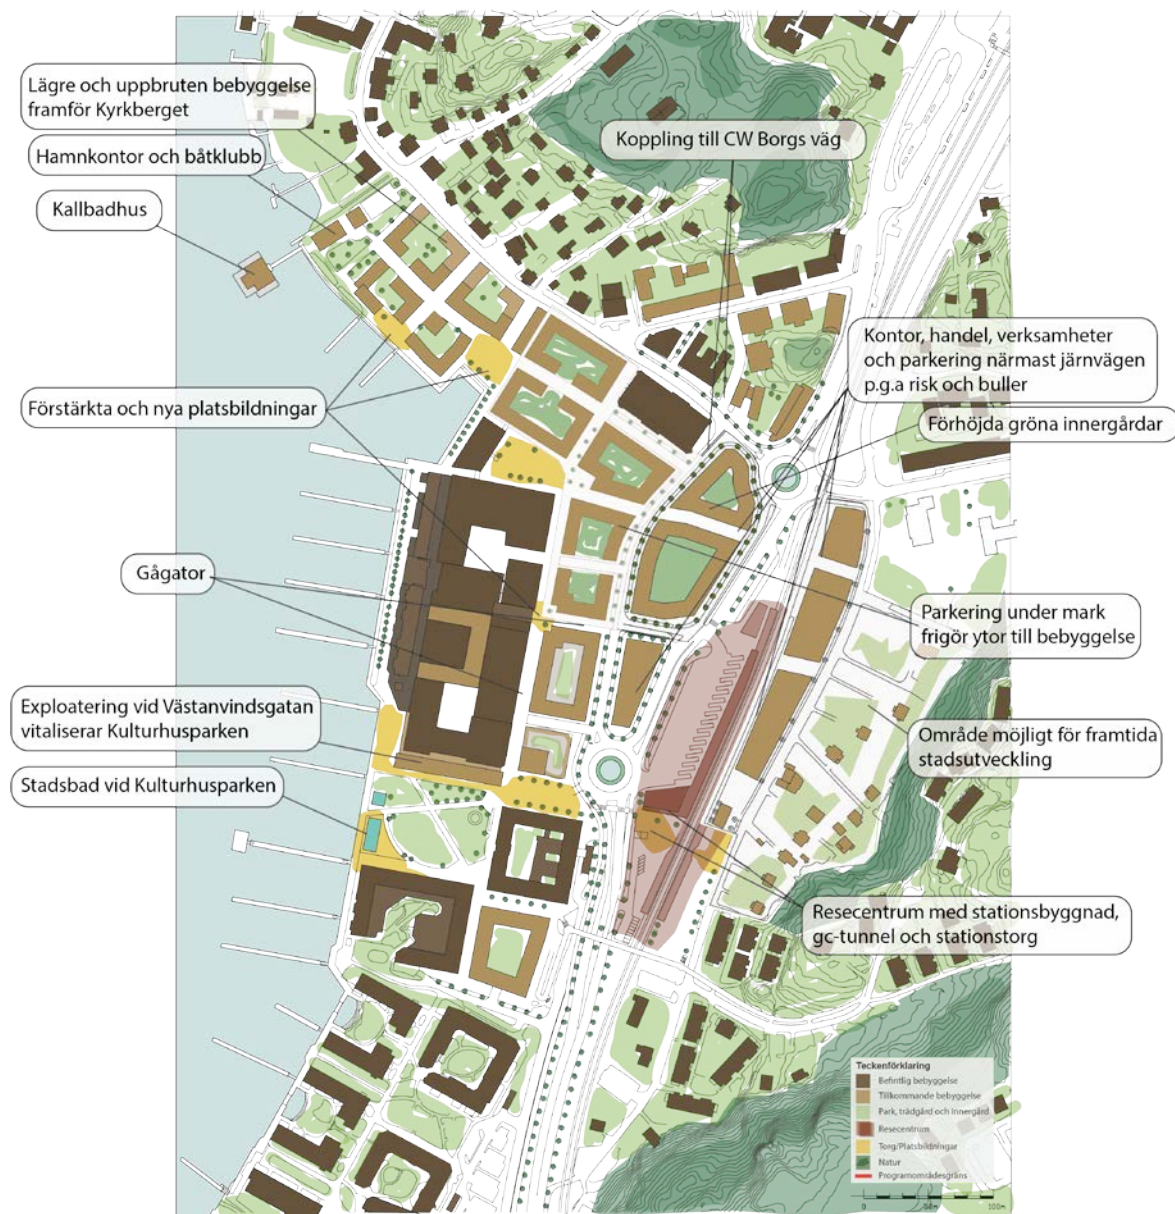 Lägre och uppbruten bebyggelse
framför Kyrkberget
Hamnkontor och båtklubb
Kallbadhus
Koppling till CW Borgs väg
Kontor, handel, verksamheter
och parkering närmast järnvägen
p.g.a risk och buller
Förhöjda gröna innergårdar
Förstärkta och nya platsbildningar
Gågator
Parkering under mark
frigör ytor till bebyggelse
Exploatering vid Västanvindsgatan
vitaliserar Kulturhusparken
Område möjligt för framtida
stadsutveckling
Stadsbad vid Kulturhusparken
Resecentrum med stationsbyggnad,
gc-tunnel och stationstorg
Teckenförklaring
Befintlig bebyggelse
Tillkommande bebyggelse
Park, trädgård och innergård
Resecentrum
Torg/Platsbildningar
Natur
Programområdesgräns
0 50m 100m